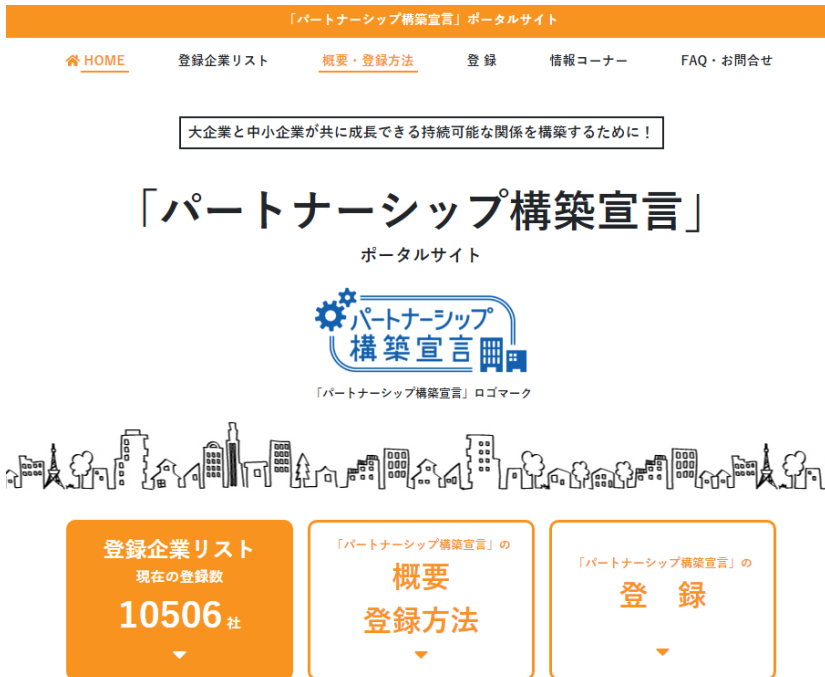 「パートナーシップ構築宣言」ポータルサイト
HOME 登録企業リスト 概要・登録方法 登 録 情報コーナー FAQ・お問合せ
大企業と中小企業が共に成長できる持続可能な関係を構築するために！
「パートナーシップ構築宣言」
ポータルサイト
パートナーシップ
構築宣言
「パートナーシップ構築宣言」ロゴマーク
登録企業リスト
現在の登録数
10506 社
「パートナーシップ構築宣言」の
概要
登録方法
「パートナーシップ構築宣言」の
登 録